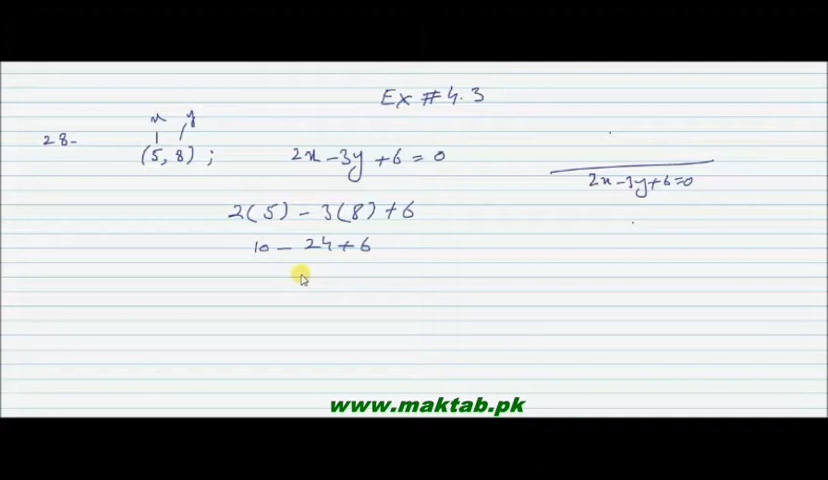 Ex # 4.3
x y
28- (5, 8) ; 2x - 3y + 6 = 0
2x - 3y + 6 = 0
2(5) - 3(8) + 6
10 - 24 + 6
www.maktab.pk